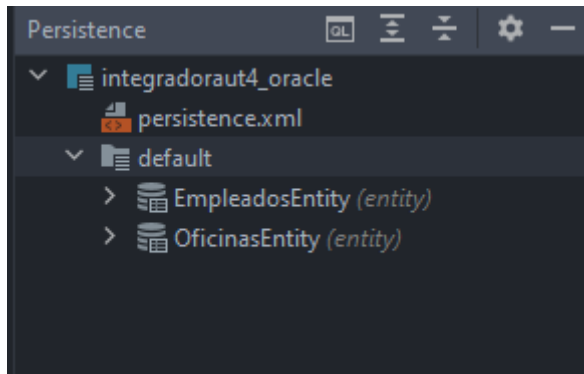 Persistence QL
integradoraut4_oracle
persistence.xml
default
EmpleadosEntity (entity)
OficinasEntity (entity)